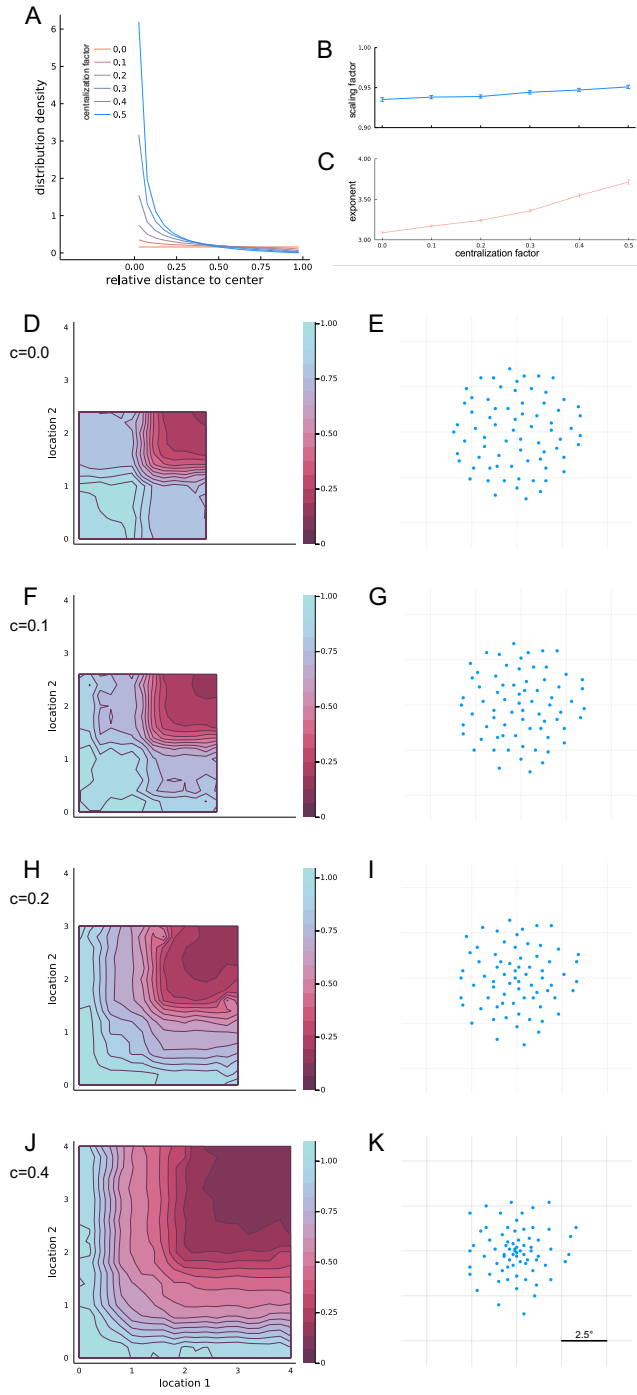 A
distribution density
6
5
4
3
2
1
0
centralization factor
0.0
0.1
0.2
0.3
0.4
0.5
0.00
0.25
0.50
0.75
1.00
relative distance to center
B
scaling factor
1.00
0.95
0.90
C
exponent
4.00
3.50
3.00
0.0
0.1
0.2
0.3
0.4
0.5
centralization factor
D
c=0.0
location 2
4
3
2
1
0
1.00
0.75
0.50
0.25
0
E
F
c=0.1
location 2
4
3
2
1
0
1.00
0.75
0.50
0.25
0
G
H
c=0.2
location 2
4
3
2
1
0
1.00
0.75
0.50
0.25
0
I
J
c=0.4
location 2
4
3
2
1
0
0
1
2
3
4
location 1
1.00
0.75
0.50
0.25
0
K
2.5°